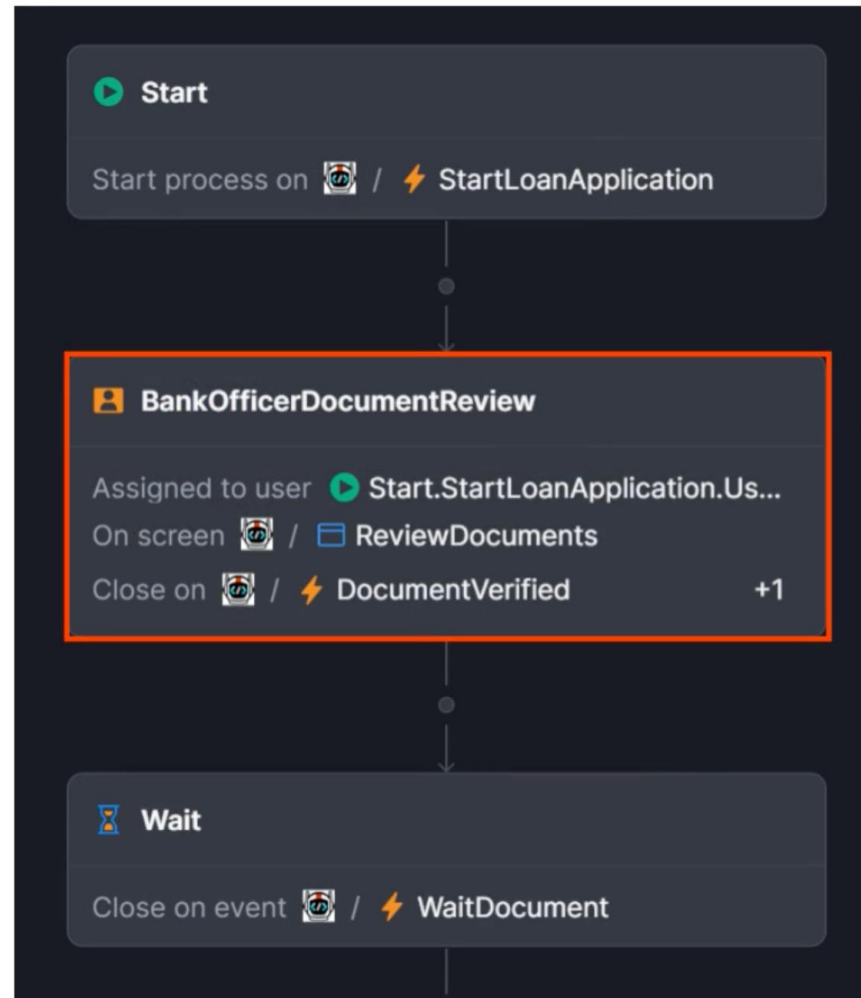 Start
Start process on / StartLoanApplication
BankOfficerDocumentReview
Assigned to user Start.StartLoanApplication.Us...
On screen / ReviewDocuments
Close on / DocumentVerified +1
Wait
Close on event / WaitDocument